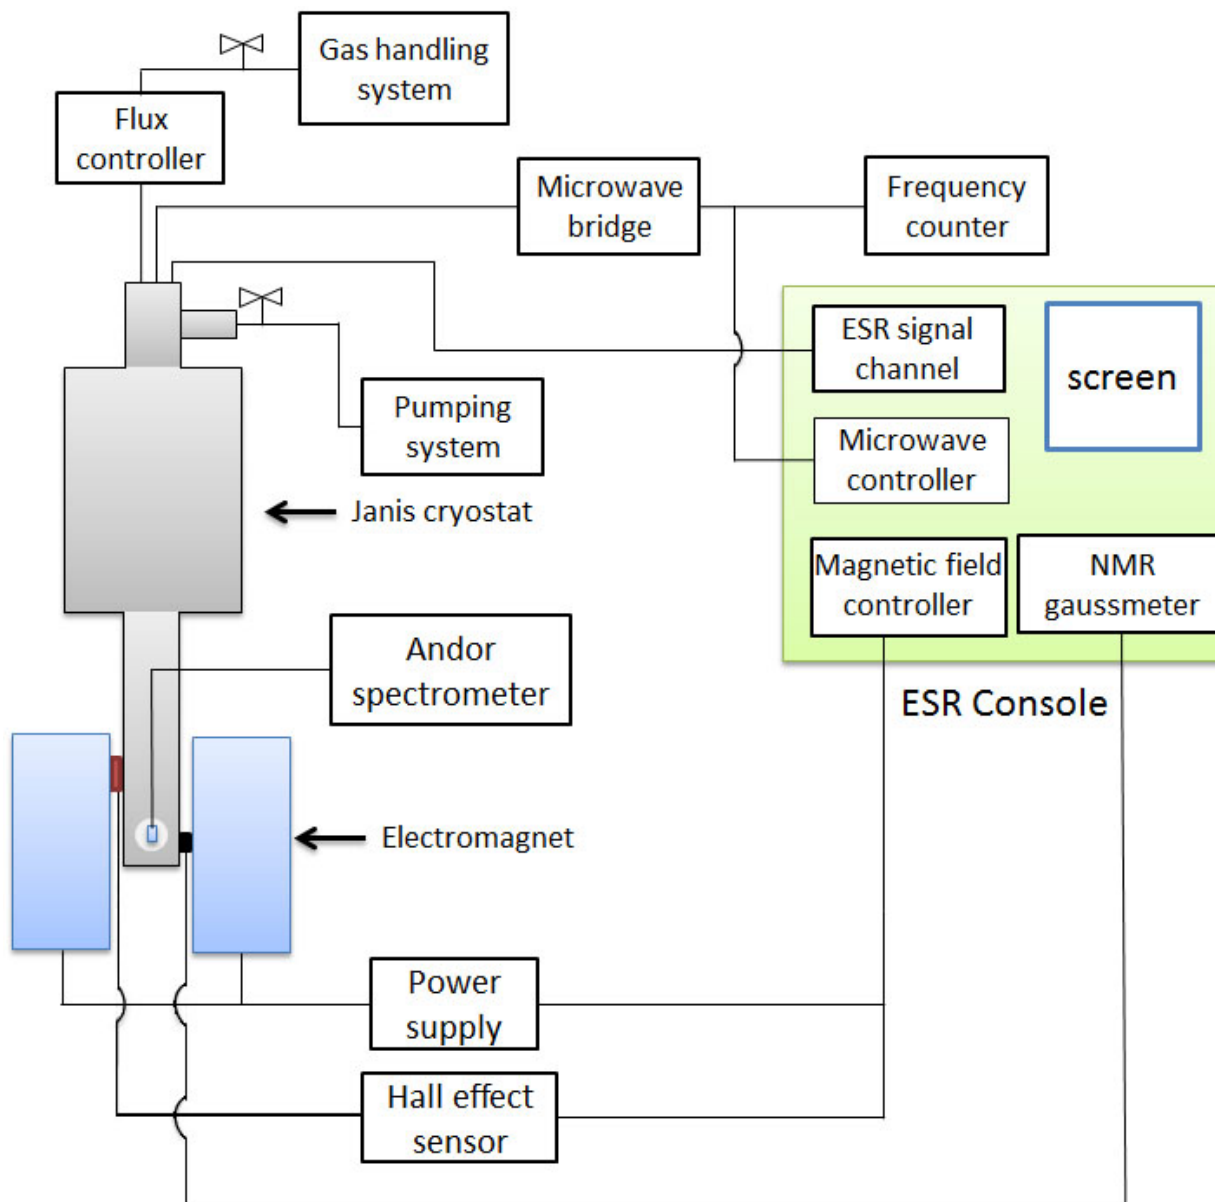 Gas handling
system
Flux
controller
Microwave
bridge
Frequency
counter
ESR signal
channel
screen
Pumping
system
Microwave
controller
Janis cryostat
Magnetic field
controller
NMR
gaussmeter
Andor
spectrometer
ESR Console
Electromagnet
Power
supply
Hall effect
sensor